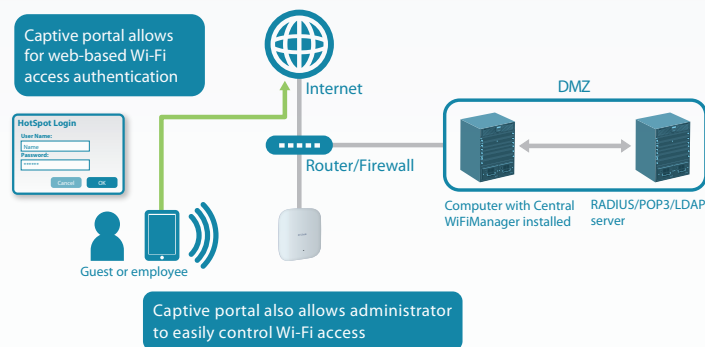 Captive portal allows
for web-based Wi-Fi
access authentication
HotSpot Login
User Name:
Name
Password:
******
Cancel OK
Guest or employee
Internet
Router/Firewall
DMZ
Computer with Central
WiFiManager installed
RADIUS/POP3/LDAP
server
Captive portal also allows administrator
to easily control Wi-Fi access